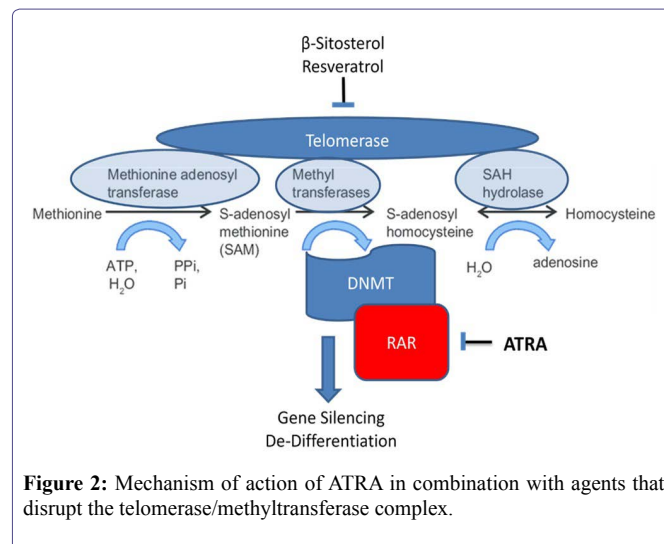 β-Sitosterol
Resveratrol
Telomerase
Methionine adenosyl
transferase
Methyl
transferases
SAH
hydrolase
Methionine
S-adenosyl
methionine
(SAM)
S-adenosyl
homocysteine
Homocysteine
ATP,
H₂O
PPi,
Pi
H₂O
adenosine
DNMT
RAR
ATRA
Gene Silencing
De-Differentiation
Figure 2: Mechanism of action of ATRA in combination with agents that
disrupt the telomerase/methyltransferase complex.